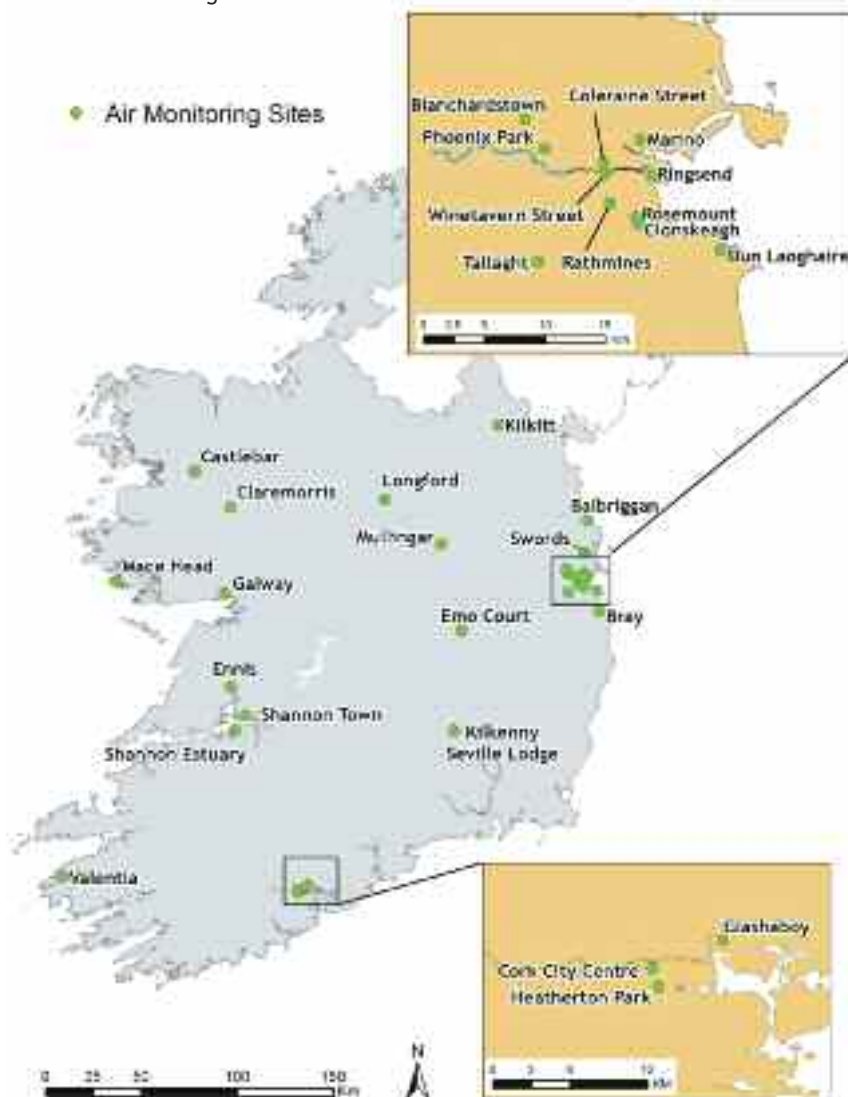 Air Monitoring Sites
Blanchardstown
Coleraine Street
Phoenix Park
Marino
Ringsend
Winetavern Street
Rosemount
Clonskeagh
Tallaght
Rathmines
Dun Laoghaire
Kilkitt
Castlebar
Claremorris
Longford
Balbriggan
Mullingar
Swords
Mace Head
Galway
Emo Court
Bray
Ennis
Shannon Town
Kilkenny
Seville Lodge
Shannon Estuary
Valentia
Glashaboy
Cork City Centre
Heatherton Park
N
0 25 50 100 150
Km